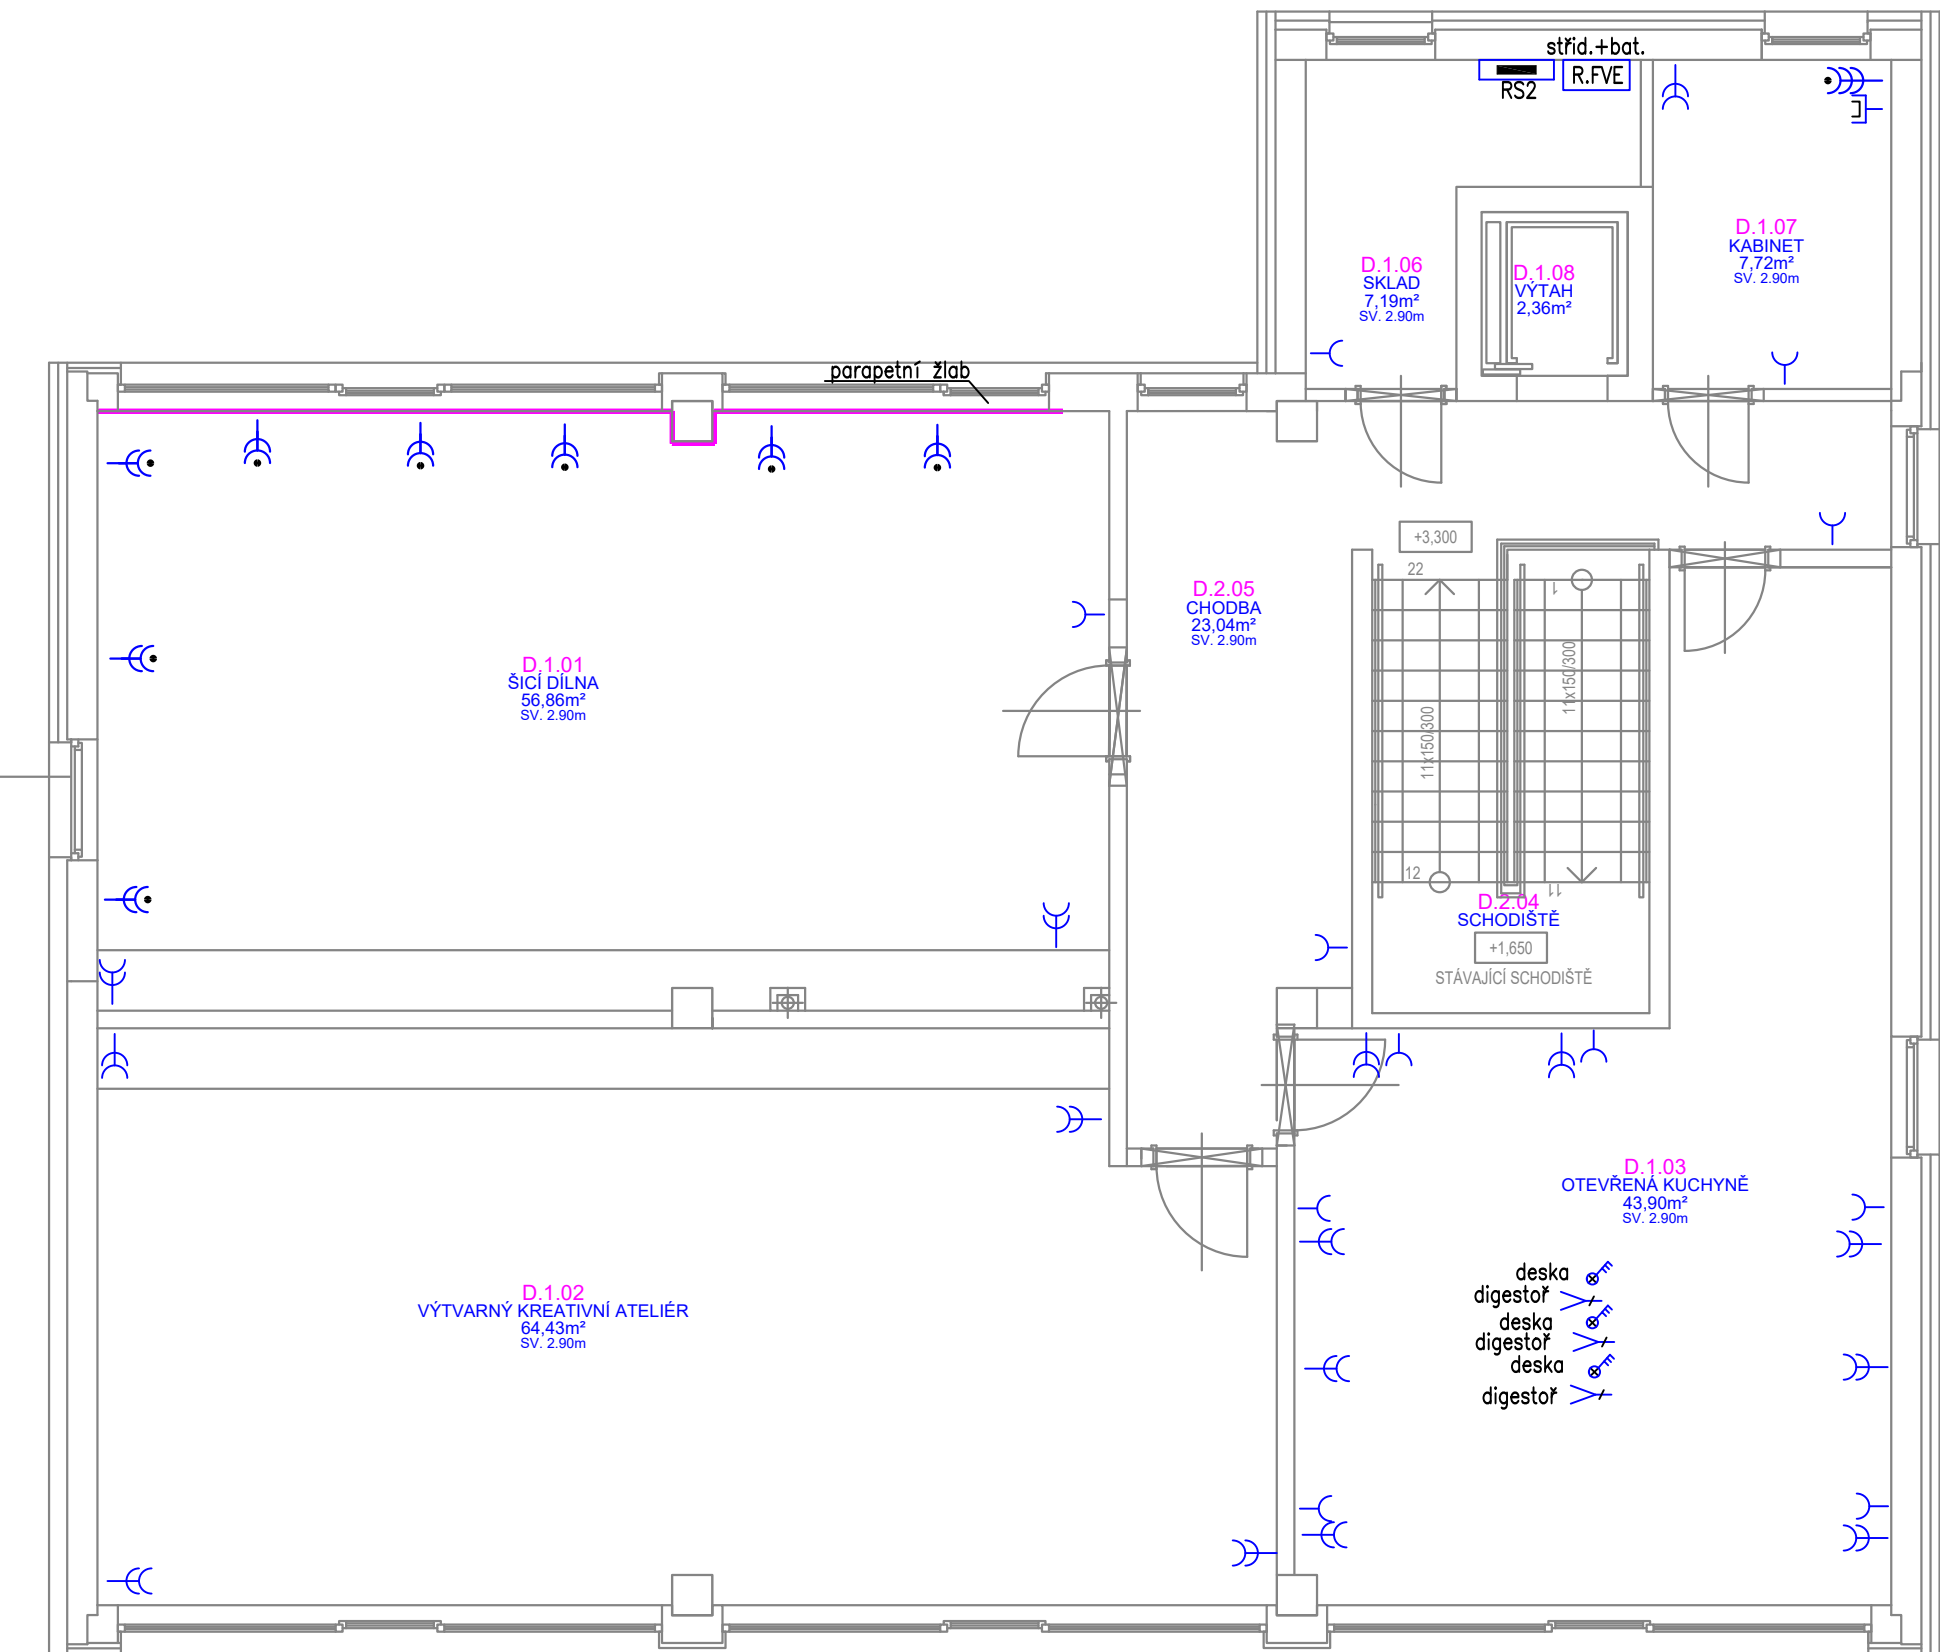 střid.+bat.
RS2
R.FVE
D.1.07
KABINET
7,72m²
SV. 2.90m
D.1.06
SKLAD
7,19m²
SV. 2.90m
D.1.08
VÝTAH
2,36m²
parapetní žlab
+3,300
22
1
D.2.05
CHODBA
23,04m²
SV. 2.90m
D.1.01
ŠICÍ DÍLNA
56,86m²
SV. 2.90m
11x150/300
11x150/300
12
11
D.2.04
SCHODIŠTĚ
+1,650
STÁVAJÍCÍ SCHODIŠTĚ
D.1.03
OTEVŘENÁ KUCHYNĚ
43,90m²
SV. 2.90m
D.1.02
VÝTVARNÝ KREATIVNÍ ATELIÉR
64,43m²
SV. 2.90m
deska
digestoř
deska
digestoř
deska
digestoř